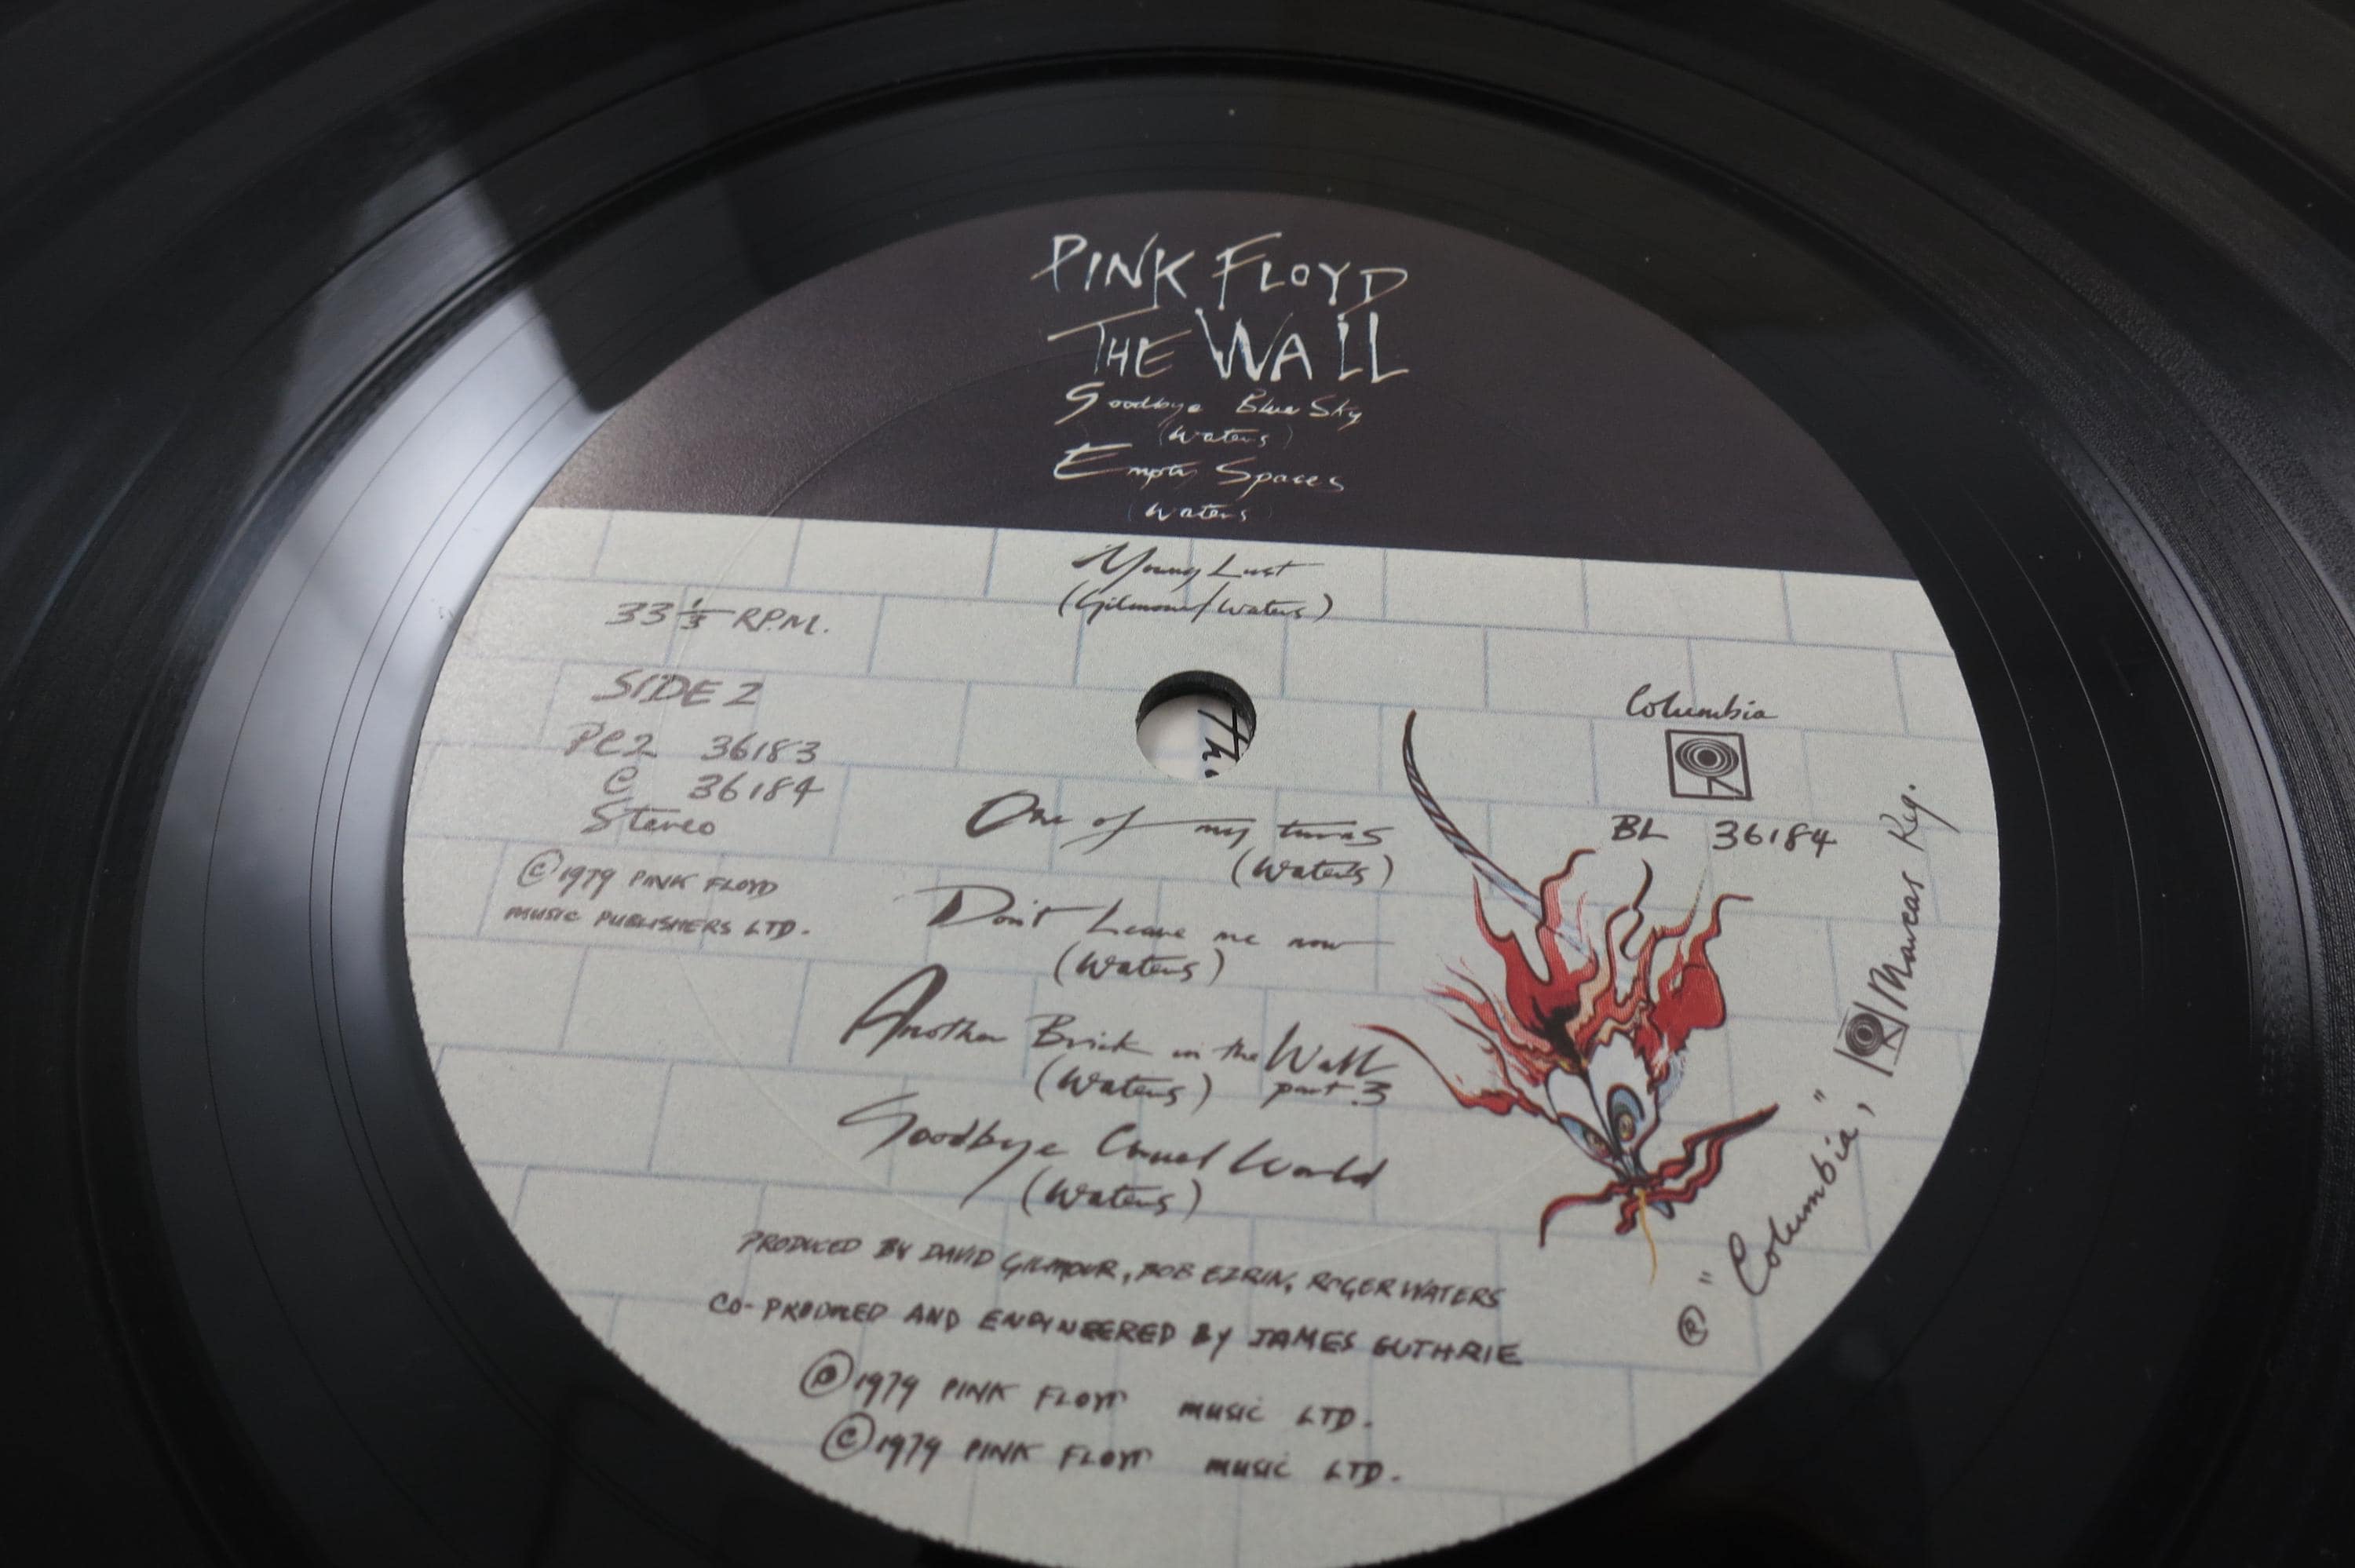 PINK FLOYD
THE WALL
Goodbye Blue Sky
(Waters)
Empty Spaces
(Waters)
Young Lust
(Gilmour/Waters)
33 1/3 R.P.M.
SIDE 2
PC2 36183
C 36184
Stereo
©1979 PINK FLOYD
MUSIC PUBLISHERS LTD.
Th.
Columbia
BL 36184
One of my turns
(Waters)
Don't Leave me now
(Waters)
Another Brick in the Wall
(Waters) part 3
Goodbye Cruel World
(Waters)
PRODUCED BY DAVID GILMOUR, BOB EZRIN, ROGER WATERS
CO-PRODUCED AND ENGINEERED BY JAMES GUTHRIE
℗1979 PINK FLOYD MUSIC LTD.
©1979 PINK FLOYD MUSIC LTD.
® "Columbia", Marcas Reg.